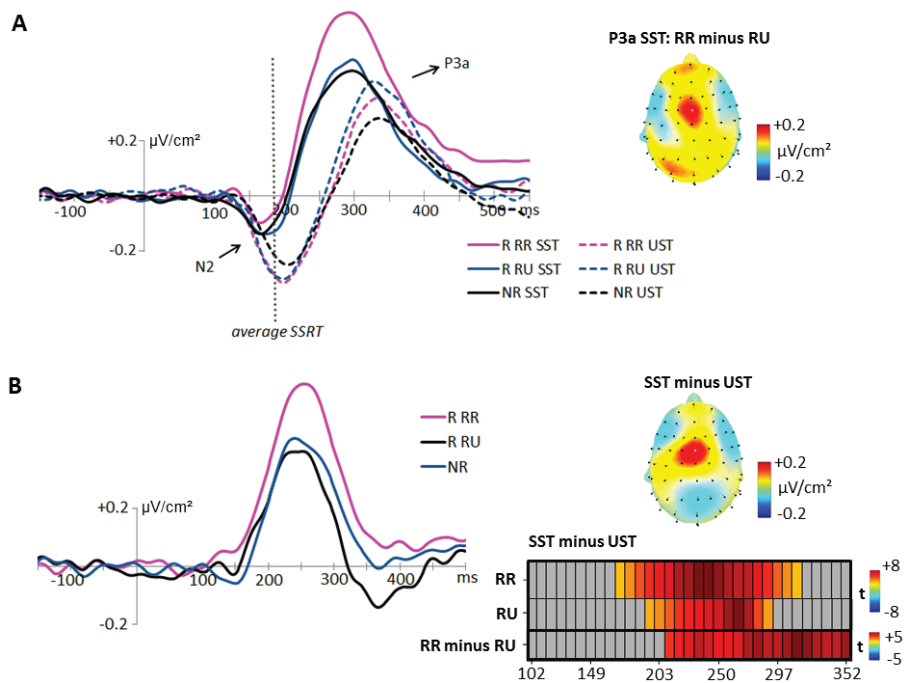 A
P3a SST: RR minus RU
P3a
+0.2
µV/cm²
-0.2
-100
100
200
300
400
500
ms
N2
average SSRT
R RR SST
R RR UST
R RU SST
R RU UST
NR SST
NR UST
+0.2
µV/cm²
-0.2
B
SST minus UST
R RR
R RU
NR
+0.2
µV/cm²
-0.2
-100
100
200
300
400
ms
+0.2
µV/cm²
-0.2
SST minus UST
RR
RU
RR minus RU
+8
t
-8
+5
t
-5
102
149
203
250
297
352